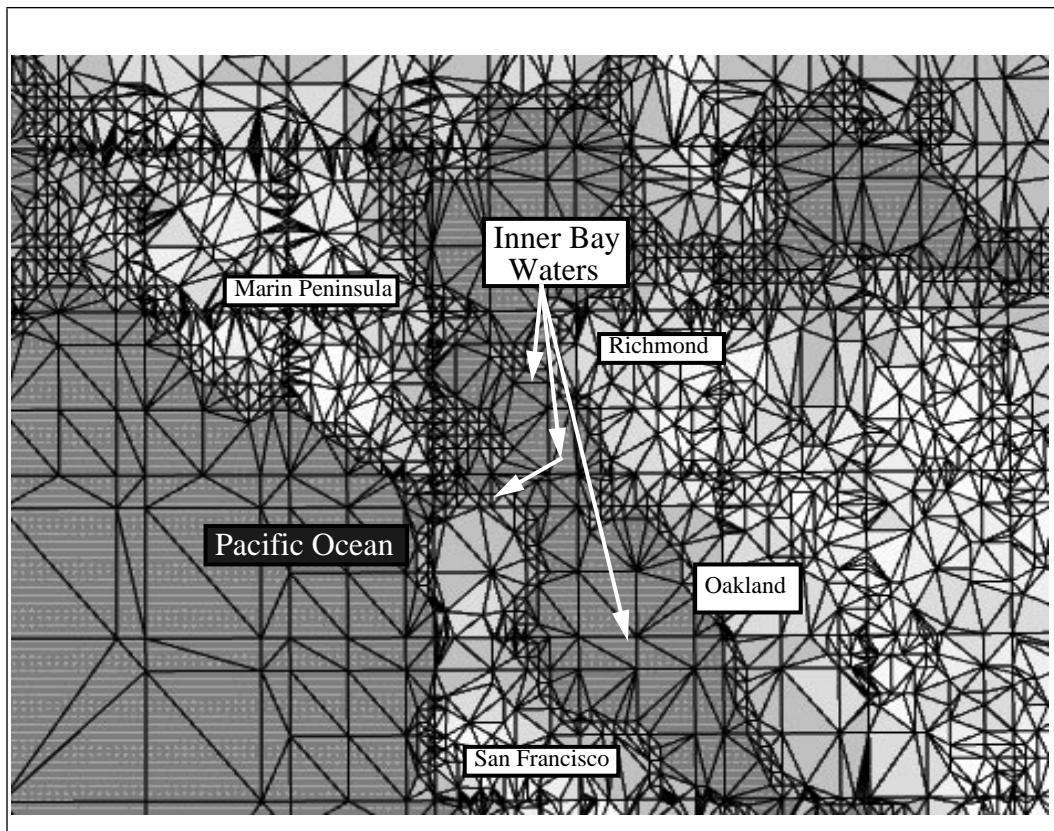 Inner Bay
Waters
Marin Peninsula
Richmond
Pacific Ocean
Oakland
San Francisco